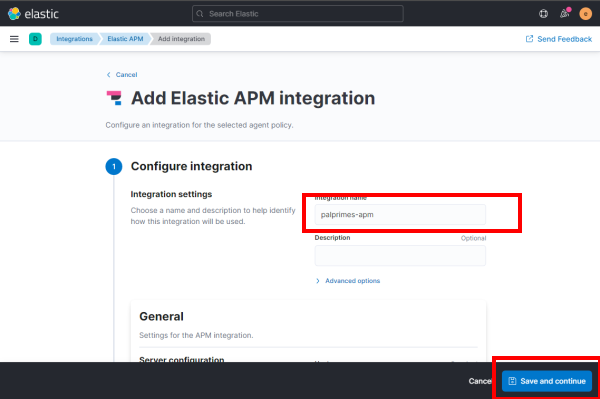 elastic
Search Elastic
e
D
Integrations
Elastic APM
Add integration
Send Feedback
Cancel
Add Elastic APM integration
Configure an integration for the selected agent policy.
1
Configure integration
Integration settings
Choose a name and description to help identify
how this integration will be used.
Integration name
palprimes-apm
Description
Optional
Advanced options
General
Settings for the APM integration.
Server configuration
Cancel
Save and continue